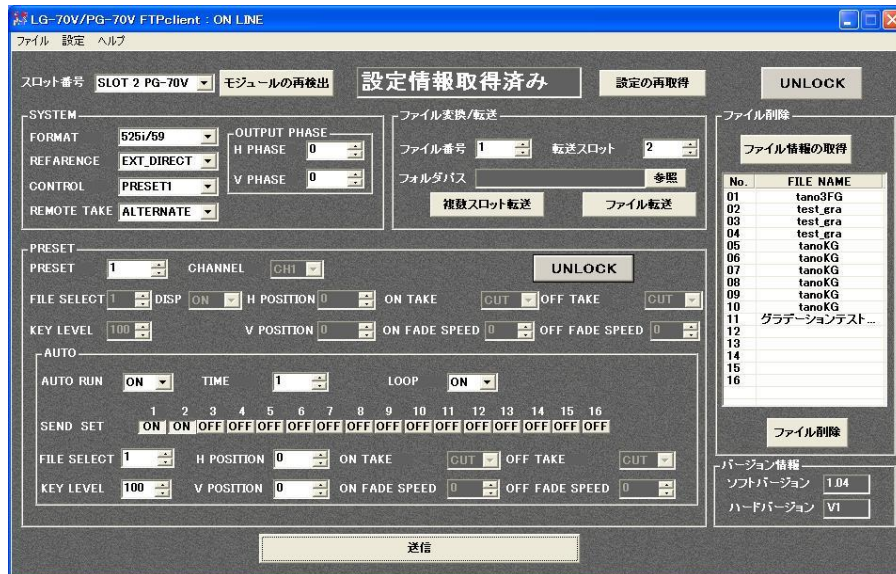 LG-70V/PG-70V FTPclient : ON LINE
ファイル 設定 ヘルプ
スロット番号 SLOT 2 PG-70V モジュールの再検出 設定情報取得済み 設定の再取得 UNLOCK
SYSTEM
FORMAT 525i/59
REFARENCE EXT_DIRECT
CONTROL PRESET1
REMOTE TAKE ALTERNATE
OUTPUT PHASE
H PHASE 0
V PHASE 0
ファイル変換/転送
ファイル番号 1 転送スロット 2
フォルダパス 参照
複数スロット転送 ファイル転送
ファイル削除
ファイル情報の取得
No. FILE NAME
01 tano3FG
02 test_gra
03 test_gra
04 test_gra
05 tanoKG
06 tanoKG
07 tanoKG
08 tanoKG
09 tanoKG
10 tanoKG
11 グラデーションテスト...
12
13
14
15
16
ファイル削除
PRESET
PRESET 1 CHANNEL CH1 UNLOCK
FILE SELECT 1 DISP ON H POSITION 0 ON TAKE CUT OFF TAKE CUT
KEY LEVEL 100 V POSITION 0 ON FADE SPEED 0 OFF FADE SPEED 0
AUTO
AUTO RUN ON TIME 1 LOOP ON
1 2 3 4 5 6 7 8 9 10 11 12 13 14 15 16
SEND SET ON ON OFF OFF OFF OFF OFF OFF OFF OFF OFF OFF OFF OFF OFF OFF
FILE SELECT 1 H POSITION 0 ON TAKE CUT OFF TAKE CUT
KEY LEVEL 100 V POSITION 0 ON FADE SPEED 0 OFF FADE SPEED 0
バージョン情報
ソフトバージョン 1.04
ハードバージョン V1
送信